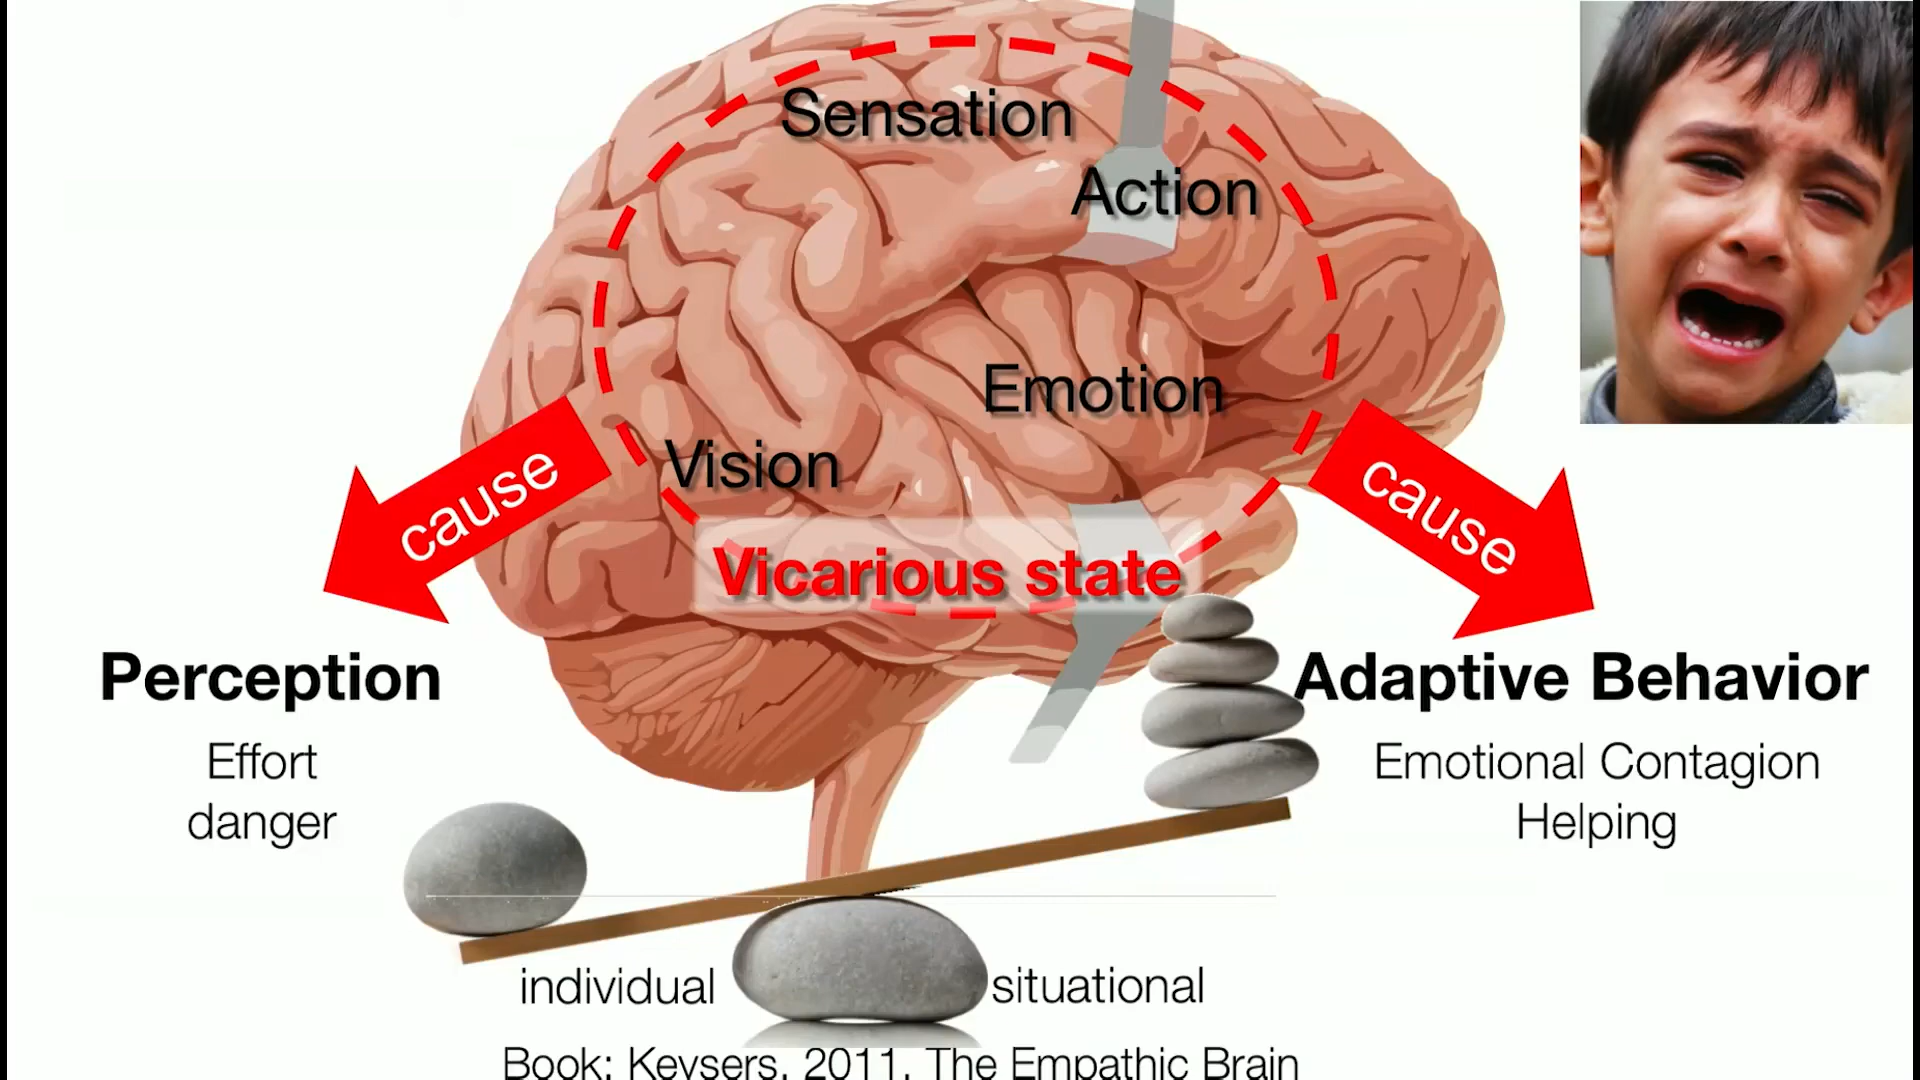 Sensation
Action
Emotion
Vision
Vicarious state
cause
cause
Perception
Effort
danger
Adaptive Behavior
Emotional Contagion
Helping
individual
situational
Book: Keysers, 2011, The Empathic Brain